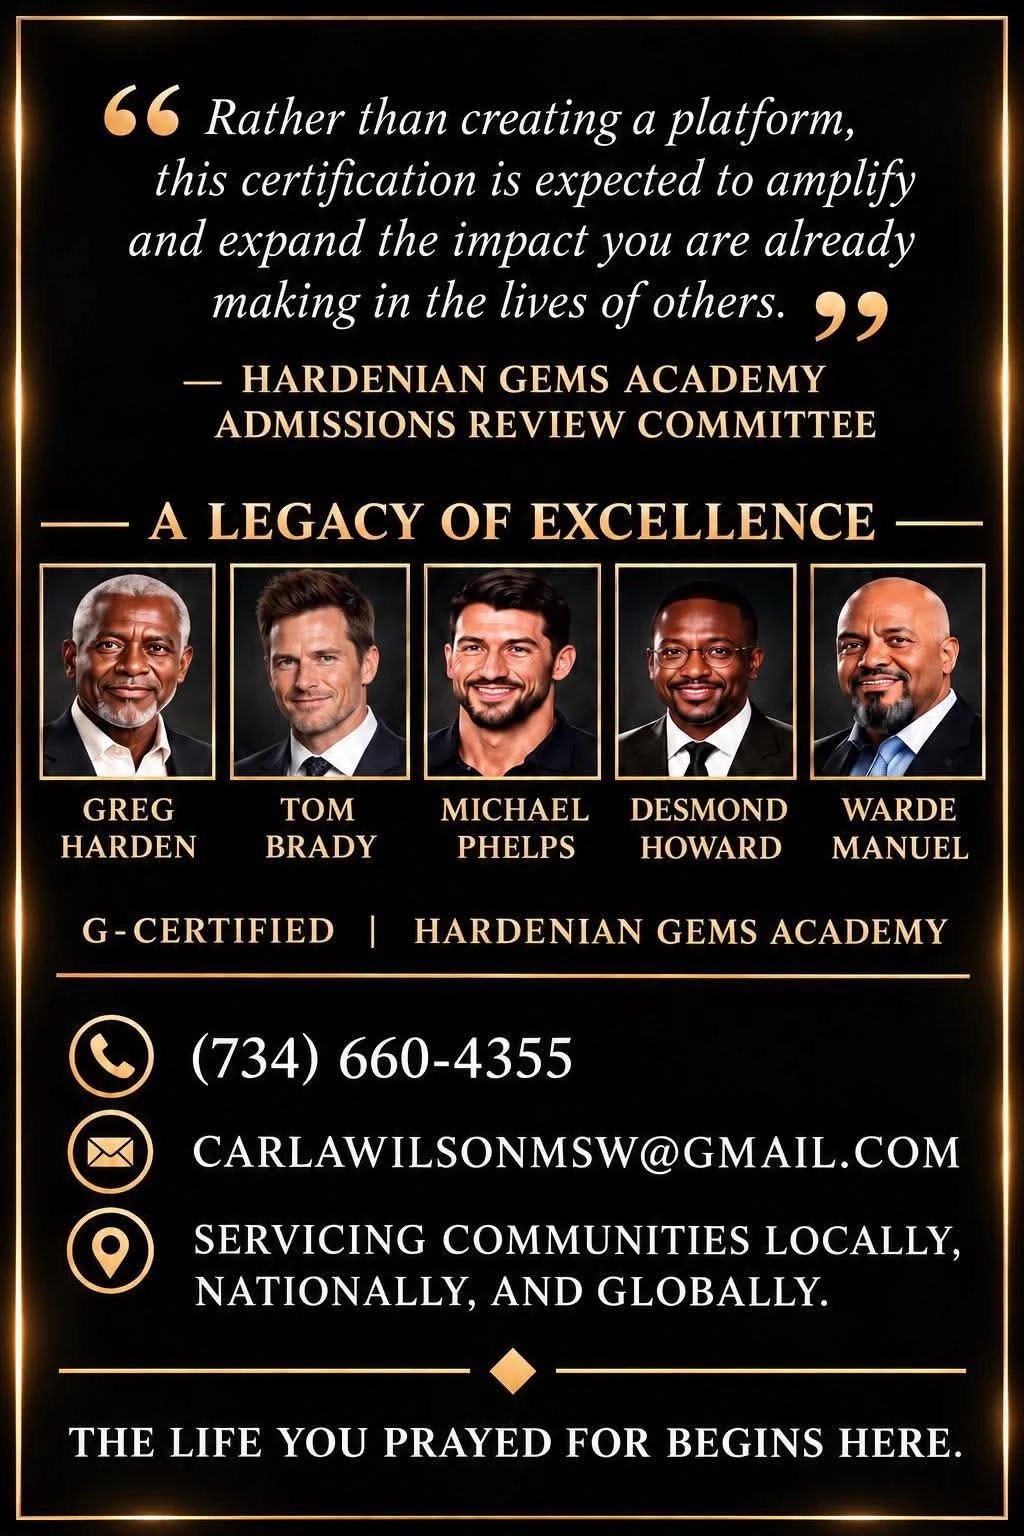 “ Rather than creating a platform,
this certification is expected to amplify
and expand the impact you are already
making in the lives of others. ”
— HARDENIAN GEMS ACADEMY
ADMISSIONS REVIEW COMMITTEE
A LEGACY OF EXCELLENCE
GREG HARDEN
TOM BRADY
MICHAEL PHELPS
DESMOND HOWARD
WARDE MANUEL
G-CERTIFIED | HARDENIAN GEMS ACADEMY
(734) 660-4355
CARLAWILSONMSW@GMAIL.COM
SERVICING COMMUNITIES LOCALLY,
NATIONALLY, AND GLOBALLY.
THE LIFE YOU PRAYED FOR BEGINS HERE.